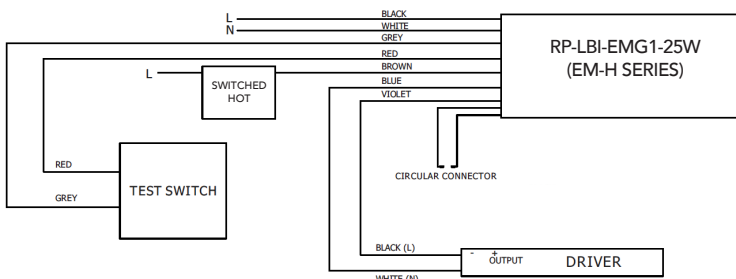 L
BLACK
N
WHITE
GREY
RED
L
BROWN
BLUE
VIOLET
SWITCHED
HOT
RP-LBI-EMG1-25W
(EM-H SERIES)
CIRCULAR CONNECTOR
RED
GREY
TEST SWITCH
BLACK (L)
WHITE (N)
- +
OUTPUT
DRIVER